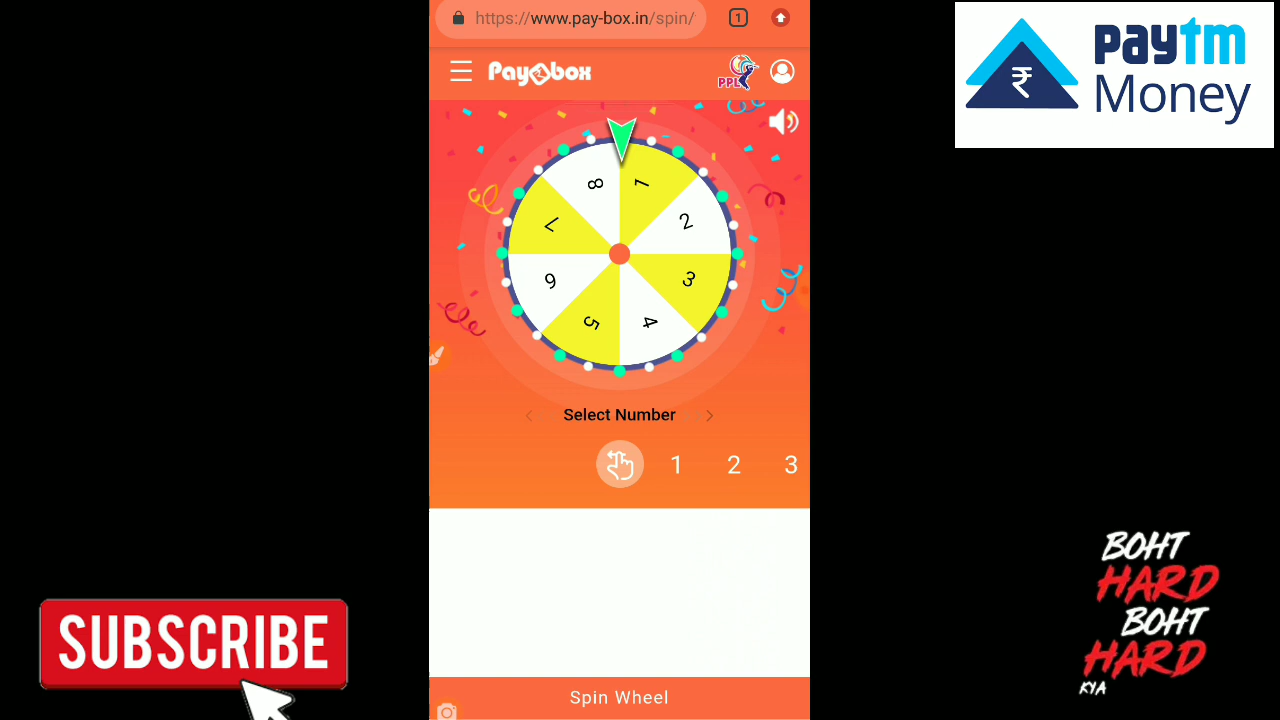 https://www.pay-box.in/spin/
1
Paybox
PPL
paytm
₹
Money
8
1
7
2
6
3
5
4
Select Number
1 2 3
Spin Wheel
SUBSCRIBE
BOHT
HARD
BOHT
HARD
KYA